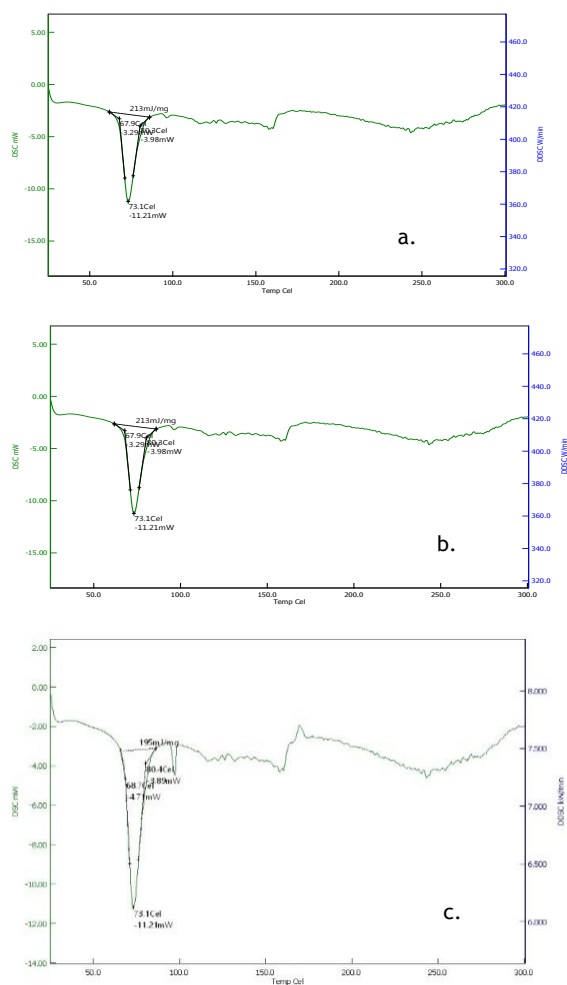 5.00
0.00
-5.00
-10.00
-15.00
DSC mW
213mJ/mg
67.9Cel
-3.29mW
80.3Cel
-3.98mW
73.1Cel
-11.21mW
460.0
440.0
420.0
400.0
380.0
360.0
340.0
320.0
DDSC W/min
a.
50.0 100.0 150.0 200.0 250.0 300.0
Temp Cel
5.00
0.00
-5.00
-10.00
-15.00
DSC mW
213mJ/mg
67.9Cel
-3.29mW
80.3Cel
-3.98mW
73.1Cel
-11.21mW
460.0
440.0
420.0
400.0
380.0
360.0
340.0
320.0
DDSC W/min
b.
50.0 100.0 150.0 200.0 250.0 300.0
Temp Cel
2.00
0.00
-2.00
-4.00
-6.00
-8.00
-10.00
-12.00
-14.00
DSC mW
195mJ/mg
80.4Cel
-3.89mW
68.7Cel
-4.77mW
73.1Cel
-11.21mW
8.000
7.500
7.000
6.500
6.000
DDSC kW/min
c.
50.0 100.0 150.0 200.0 250.0 300.0
Temp Cel